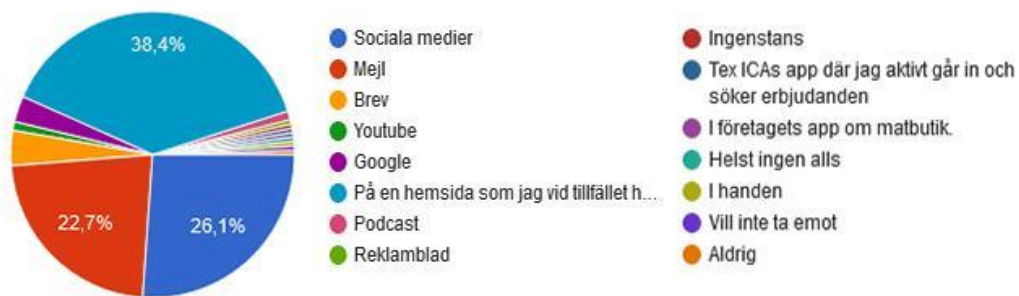 38,4%
22,7%
26,1%
Sociala medier
Mejl
Brev
Youtube
Google
På en hemsida som jag vid tillfället h...
Podcast
Reklamblad
Ingenstans
Tex ICAs app där jag aktivt går in och
söker erbjudanden
I företagets app om matbutik.
Helst ingen alls
I handen
Vill inte ta emot
Aldrig